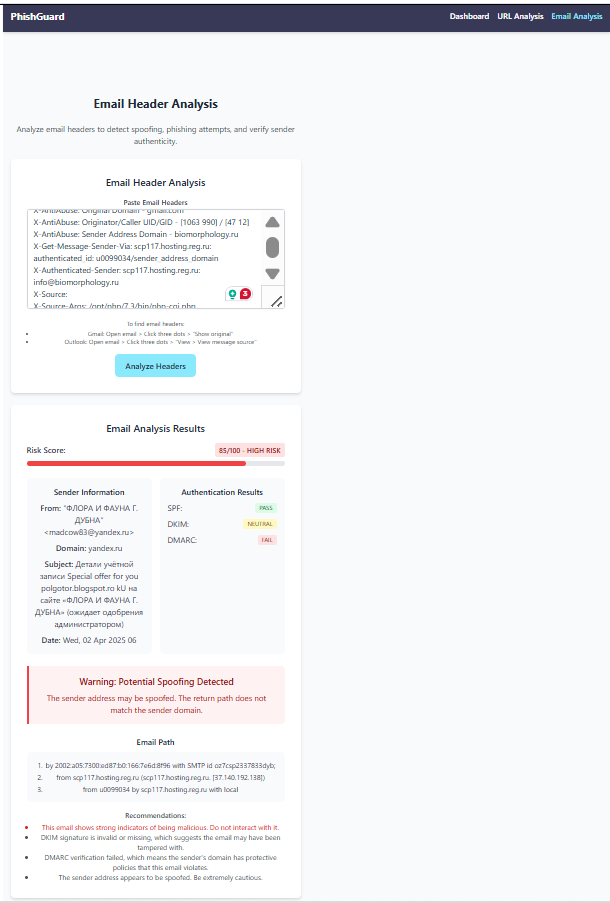 PhishGuard
Dashboard URL Analysis Email Analysis
Email Header Analysis
Analyze email headers to detect spoofing, phishing attempts, and verify sender
authenticity.
Email Header Analysis
Paste Email Headers
X-AntiAbuse: Original Domain - gmail.com
X-AntiAbuse: Originator/Caller UID/GID - [1063 990] / [47 12]
X-AntiAbuse: Sender Address Domain - biomorphology.ru
X-Get-Message-Sender-Via: scp117.hosting.reg.ru:
authenticated_id: u0099034/sender_address_domain
X-Authenticated-Sender: scp117.hosting.reg.ru:
info@biomorphology.ru
X-Source:
X-Source-Args: /opt/php/7.3/bin/php-cgi.php
3
To find email headers
Gmail: Open email > Click three dots > "Show original"
Outlook: Open email > Click three dots > "View > View message source"
Analyze Headers
Email Analysis Results
Risk Score:
85/100 - HIGH RISK
Sender Information
From: "ФЛОРА И ФАУНА Г.
ДУБНА"
<madcow83@yandex.ru>
Domain: yandex.ru
Subject: Детали учётной
записи Special offer for you
polgotor.blogspot.ro kU на
сайте «ФЛОРА И ФАУНА Г.
ДУБНА» (ожидает одобрения
администратором)
Date: Wed, 02 Apr 2025 06
Authentication Results
SPF: PASS
DKIM: NEUTRAL
DMARC: FAIL
Warning: Potential Spoofing Detected
The sender address may be spoofed. The return path does not
match the sender domain.
Email Path
1. by 2002:a05:7300:ed87:b0:166:7e6d:8f96 with SMTP id oz7csp2337833dyb;
2. from scp117.hosting.reg.ru (scp117.hosting.reg.ru. [37.140.192.138])
3. from u0099034 by scp117.hosting.reg.ru with local
Recommendations:
This email shows strong indicators of being malicious. Do not interact with it.
DKIM signature is invalid or missing, which suggests the email may have been
tampered with.
DMARC verification failed, which means the sender's domain has protective
policies that this email violates.
The sender address appears to be spoofed. Be extremely cautious.